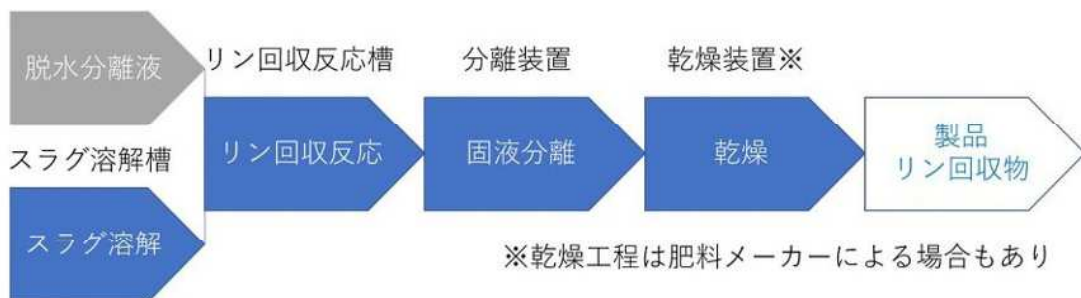 脱水分離液
リン回収反応槽
分離装置
乾燥装置※
スラグ溶解槽
リン回収反応
固液分離
乾燥
製品
リン回収物
スラグ溶解
※乾燥工程は肥料メーカーによる場合もあり